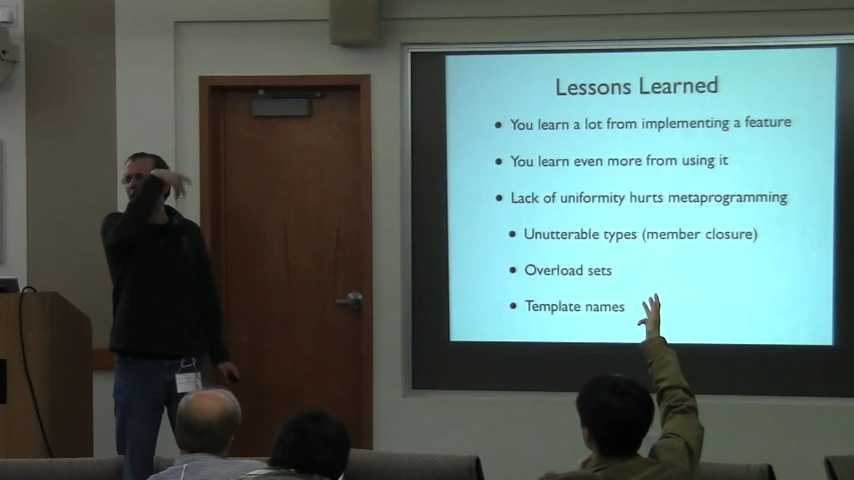 Lessons Learned
• You learn a lot from implementing a feature
• You learn even more from using it
• Lack of uniformity hurts metaprogramming
• Unutterable types (member closure)
• Overload sets
• Template names